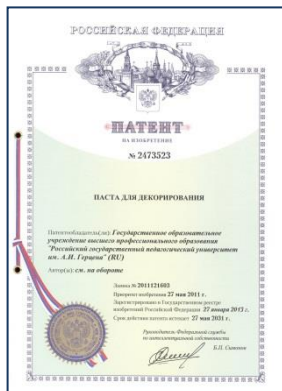 РОССИЙСКАЯ ФЕДЕРАЦИЯ
ПАТЕНТ
НА ИЗОБРЕТЕНИЕ
№ 2473523
ПАСТА ДЛЯ ДЕКОРИРОВАНИЯ
Патентообладатель(ли): Государственное образовательное
учреждение высшего профессионального образования
"Российский государственный педагогический университет
им. А.И. Герцена" (RU)
Автор(ы): см. на обороте
Заявка № 2011121603
Приоритет изобретения 27 мая 2011 г.
Зарегистрировано в Государственном реестре
изобретений Российской Федерации 27 января 2013 г.
Срок действия патента истекает 27 мая 2031 г.
Руководитель Федеральной службы
по интеллектуальной собственности
Б.П. Симонов